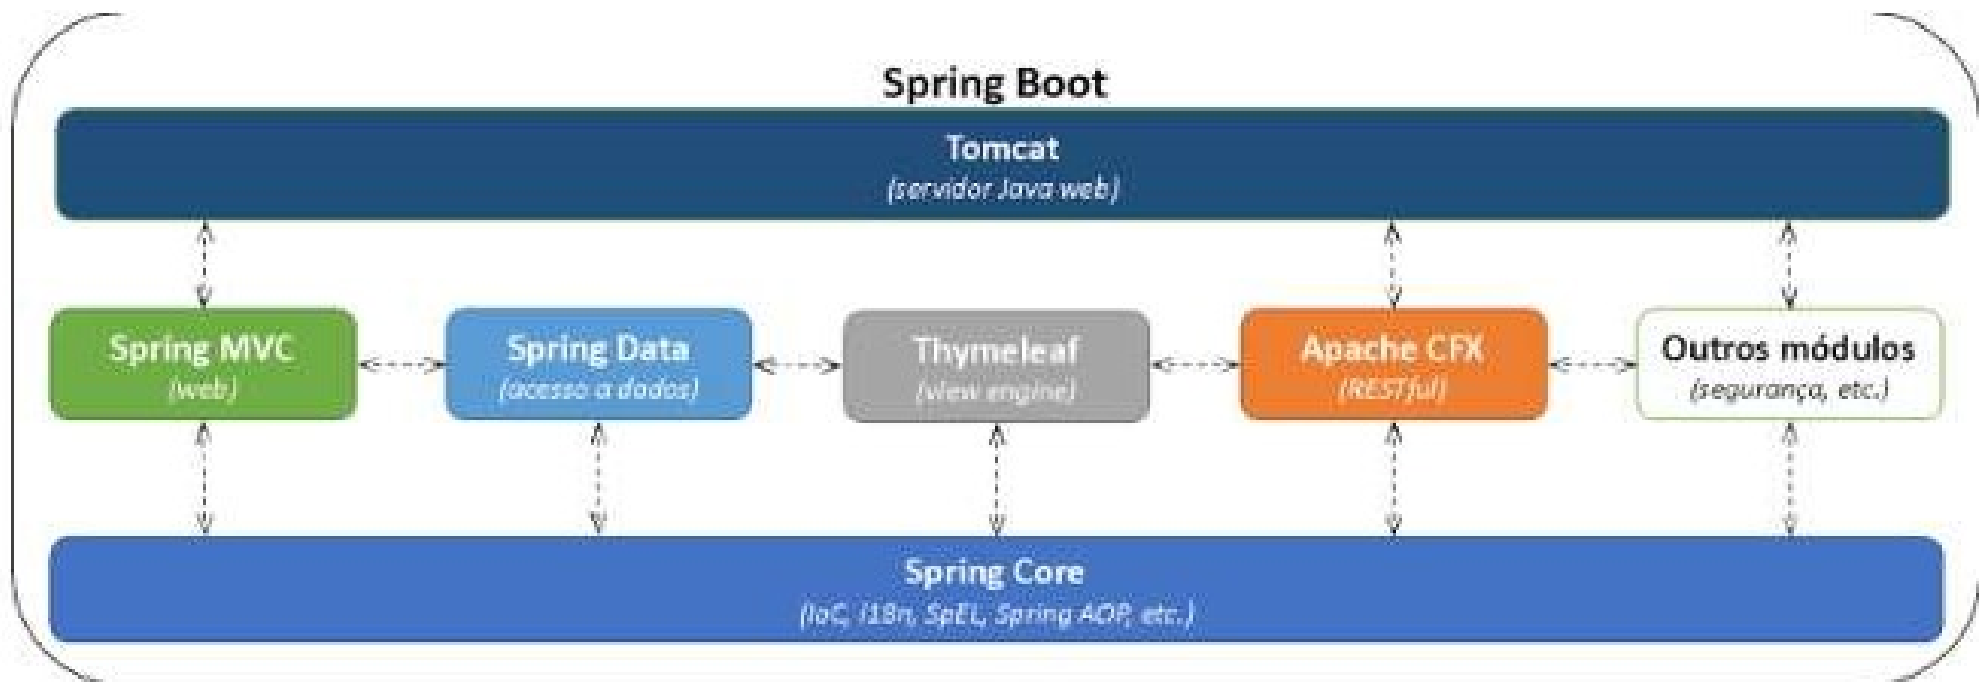 Spring Boot
Tomcat
(servidor Java web)
Spring MVC
(web)
Spring Data
(acesso a dados)
Thymeleaf
(view engine)
Apache CFX
(RESTful)
Outros módulos
(segurança, etc.)
Spring Core
(IoC, i18n, SpEL, Spring AOP, etc.)